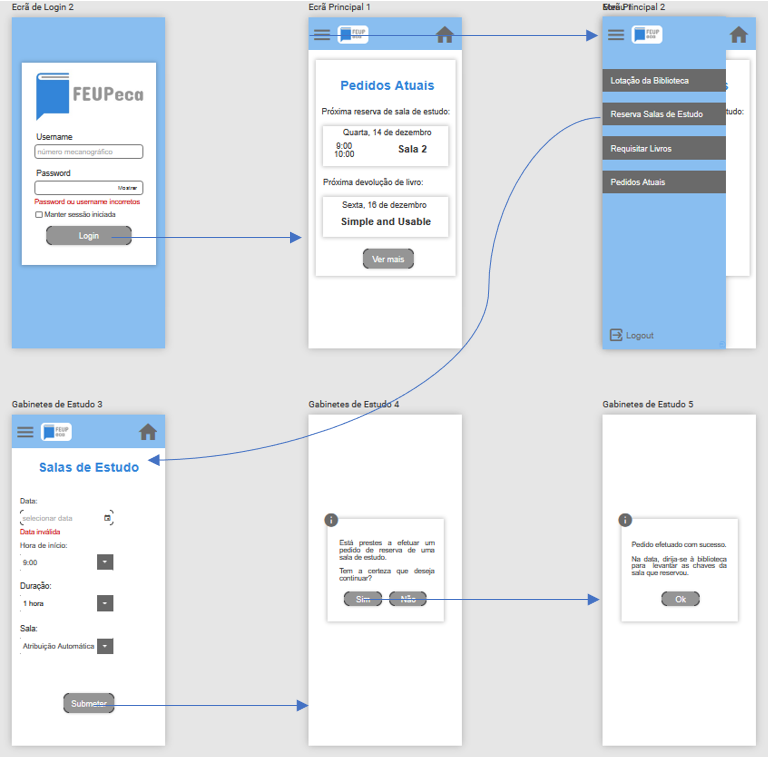 Ecrã de Login 2
FEUPeca
Username
número mecanográfico
Password
Mostrar
Password ou username incorretos
Manter sessão iniciada
Login
Ecrã Principal 1
FEUP
eca
Pedidos Atuais
Próxima reserva de sala de estudo:
Quarta, 14 de dezembro
9:00
10:00
Sala 2
Próxima devolução de livro:
Sexta, 16 de dezembro
Simple and Usable
Ver mais
Principal 2
FEUP
eca
s
tudo:
Lotação da Biblioteca
Reserva Salas de Estudo
Requisitar Livros
Pedidos Atuais
Logout
Gabinetes de Estudo 3
FEUP
eca
Salas de Estudo
Data:
selecionar data
Data inválida
Hora de início:
9:00
Duração:
1 hora
Sala:
Atribuição Automática
Submeter
Gabinetes de Estudo 4
Está prestes a efetuar um
pedido de reserva de uma
sala de estudo.
Tem a certeza que deseja
continuar?
Sim
Não
Gabinetes de Estudo 5
Pedido efetuado com sucesso.
Na data, dirija-se à biblioteca
para levantar as chaves da
sala que reservou.
Ok